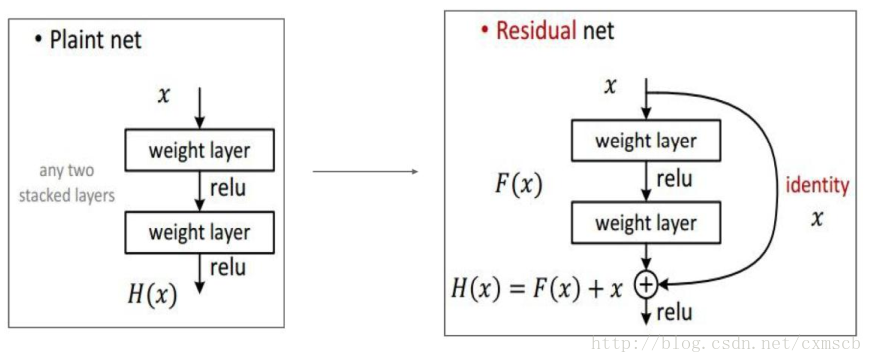 • Plaint net
x
weight layer
any two
stacked layers
relu
weight layer
relu
H(x)
• Residual net
x
weight layer
F(x)
relu
identity
x
weight layer
H(x) = F(x) + x
+
relu
http://blog.csdn.net/cxmscb